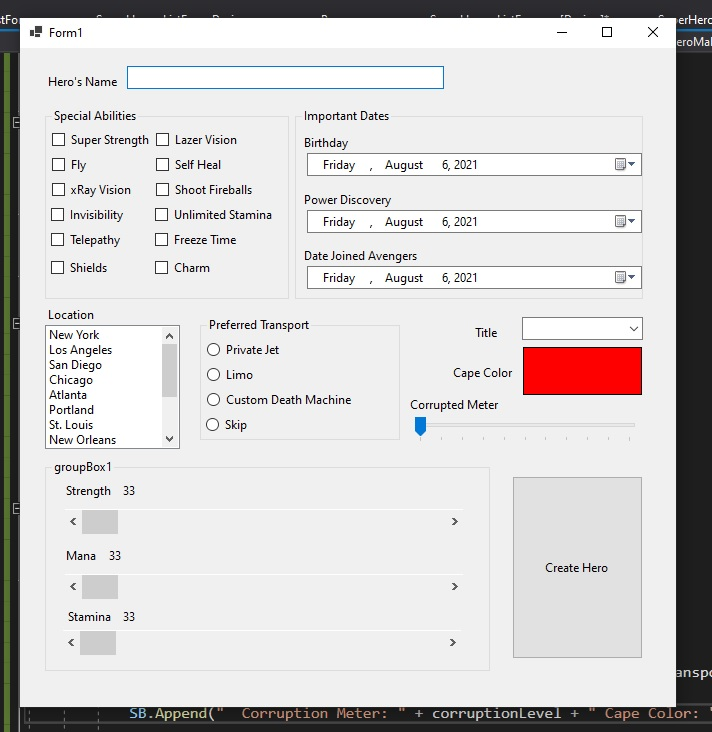 Form1
eroMal
Hero's Name
Special Abilities
Super Strength
Lazer Vision
Fly
Self Heal
xRay Vision
Shoot Fireballs
Invisibility
Unlimited Stamina
Telepathy
Freeze Time
Shields
Charm
Important Dates
Birthday
Friday , August 6, 2021
Power Discovery
Friday , August 6, 2021
Date Joined Avengers
Friday , August 6, 2021
Location
New York
Los Angeles
San Diego
Chicago
Atlanta
Portland
St. Louis
New Orleans
Preferred Transport
Private Jet
Limo
Custom Death Machine
Skip
Title
Cape Color
Corrupted Meter
groupBox1
Strength 33
Mana 33
Stamina 33
Create Hero
anspo
SB.Append("  Corruption Meter: " + corruptionLevel + " Cape Color: "